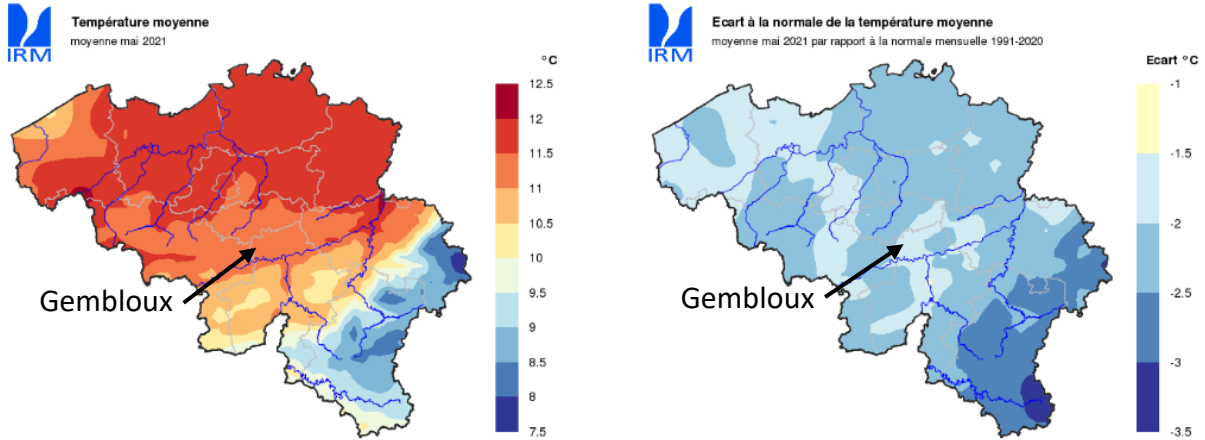 IRM
Température moyenne
moyenne mai 2021
°C
12.5
12
11.5
11
10.5
10
9.5
9
8.5
8
7.5
Gembloux
IRM
Ecart à la normale de la température moyenne
moyenne mai 2021 par rapport à la normale mensuelle 1991-2020
Ecart °C
-1
-1.5
-2
-2.5
-3
-3.5
Gembloux